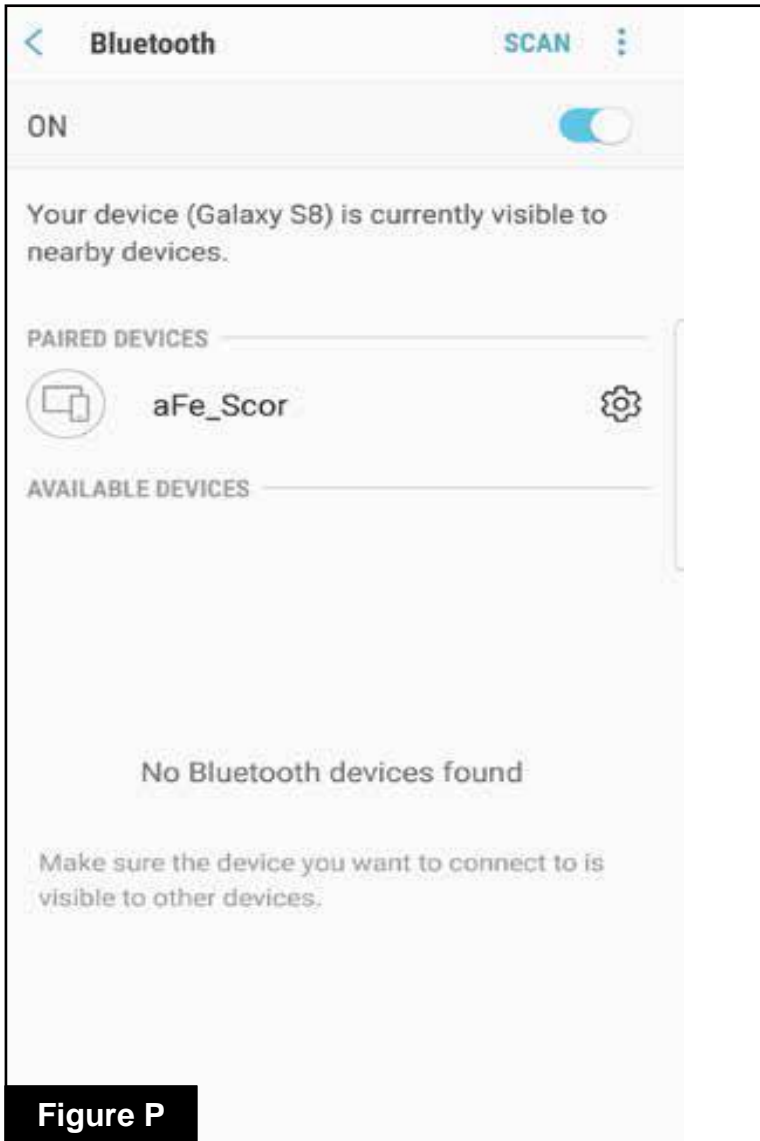 Bluetooth SCAN
ON
Your device (Galaxy S8) is currently visible to
nearby devices.
PAIRED DEVICES
aFe_Scor
AVAILABLE DEVICES
No Bluetooth devices found
Make sure the device you want to connect to is
visible to other devices.
Figure P